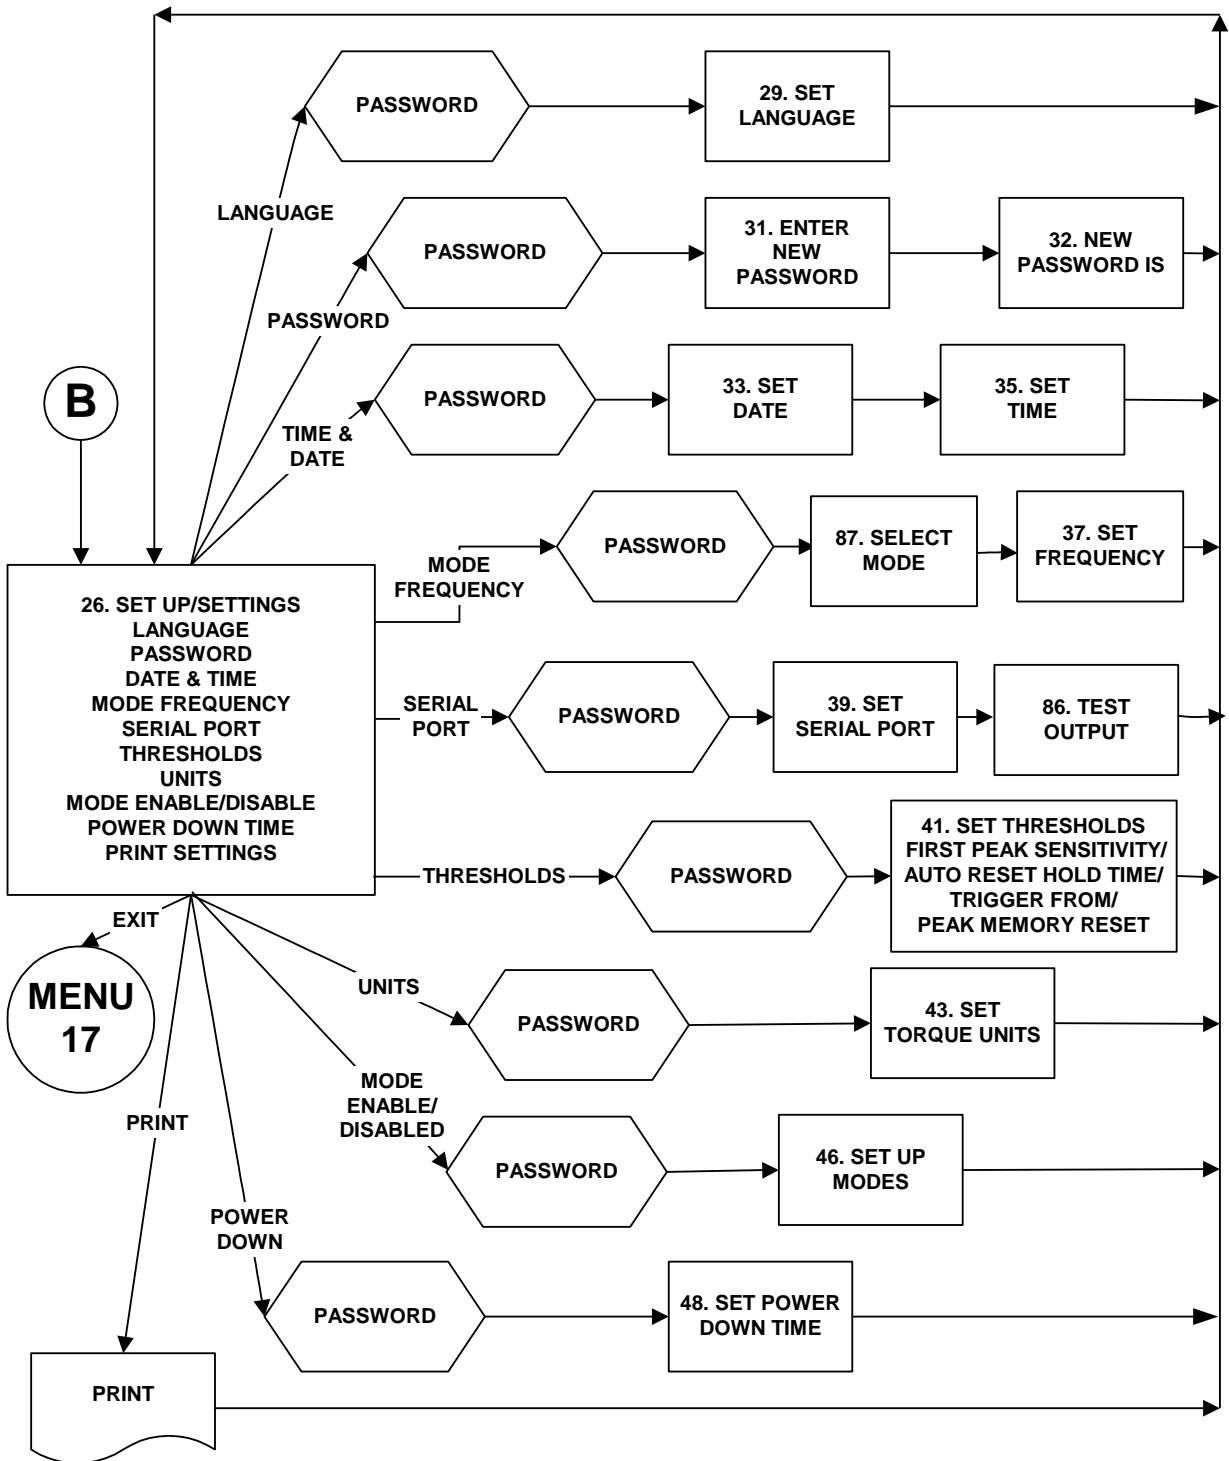 PASSWORD
29. SET
LANGUAGE
LANGUAGE
PASSWORD
31. ENTER
NEW
PASSWORD
32. NEW
PASSWORD IS
PASSWORD
B
PASSWORD
33. SET
DATE
35. SET
TIME
TIME &
DATE
MODE
FREQUENCY
PASSWORD
87. SELECT
MODE
37. SET
FREQUENCY
26. SET UP/SETTINGS
LANGUAGE
PASSWORD
DATE & TIME
MODE FREQUENCY
SERIAL PORT
THRESHOLDS
UNITS
MODE ENABLE/DISABLE
POWER DOWN TIME
PRINT SETTINGS
SERIAL
PORT
PASSWORD
39. SET
SERIAL PORT
86. TEST
OUTPUT
THRESHOLDS
PASSWORD
41. SET THRESHOLDS
FIRST PEAK SENSITIVITY/
AUTO RESET HOLD TIME/
TRIGGER FROM/
PEAK MEMORY RESET
EXIT
MENU
17
UNITS
PASSWORD
43. SET
TORQUE UNITS
MODE
ENABLE/
DISABLED
PASSWORD
46. SET UP
MODES
PRINT
POWER
DOWN
PASSWORD
48. SET POWER
DOWN TIME
PRINT